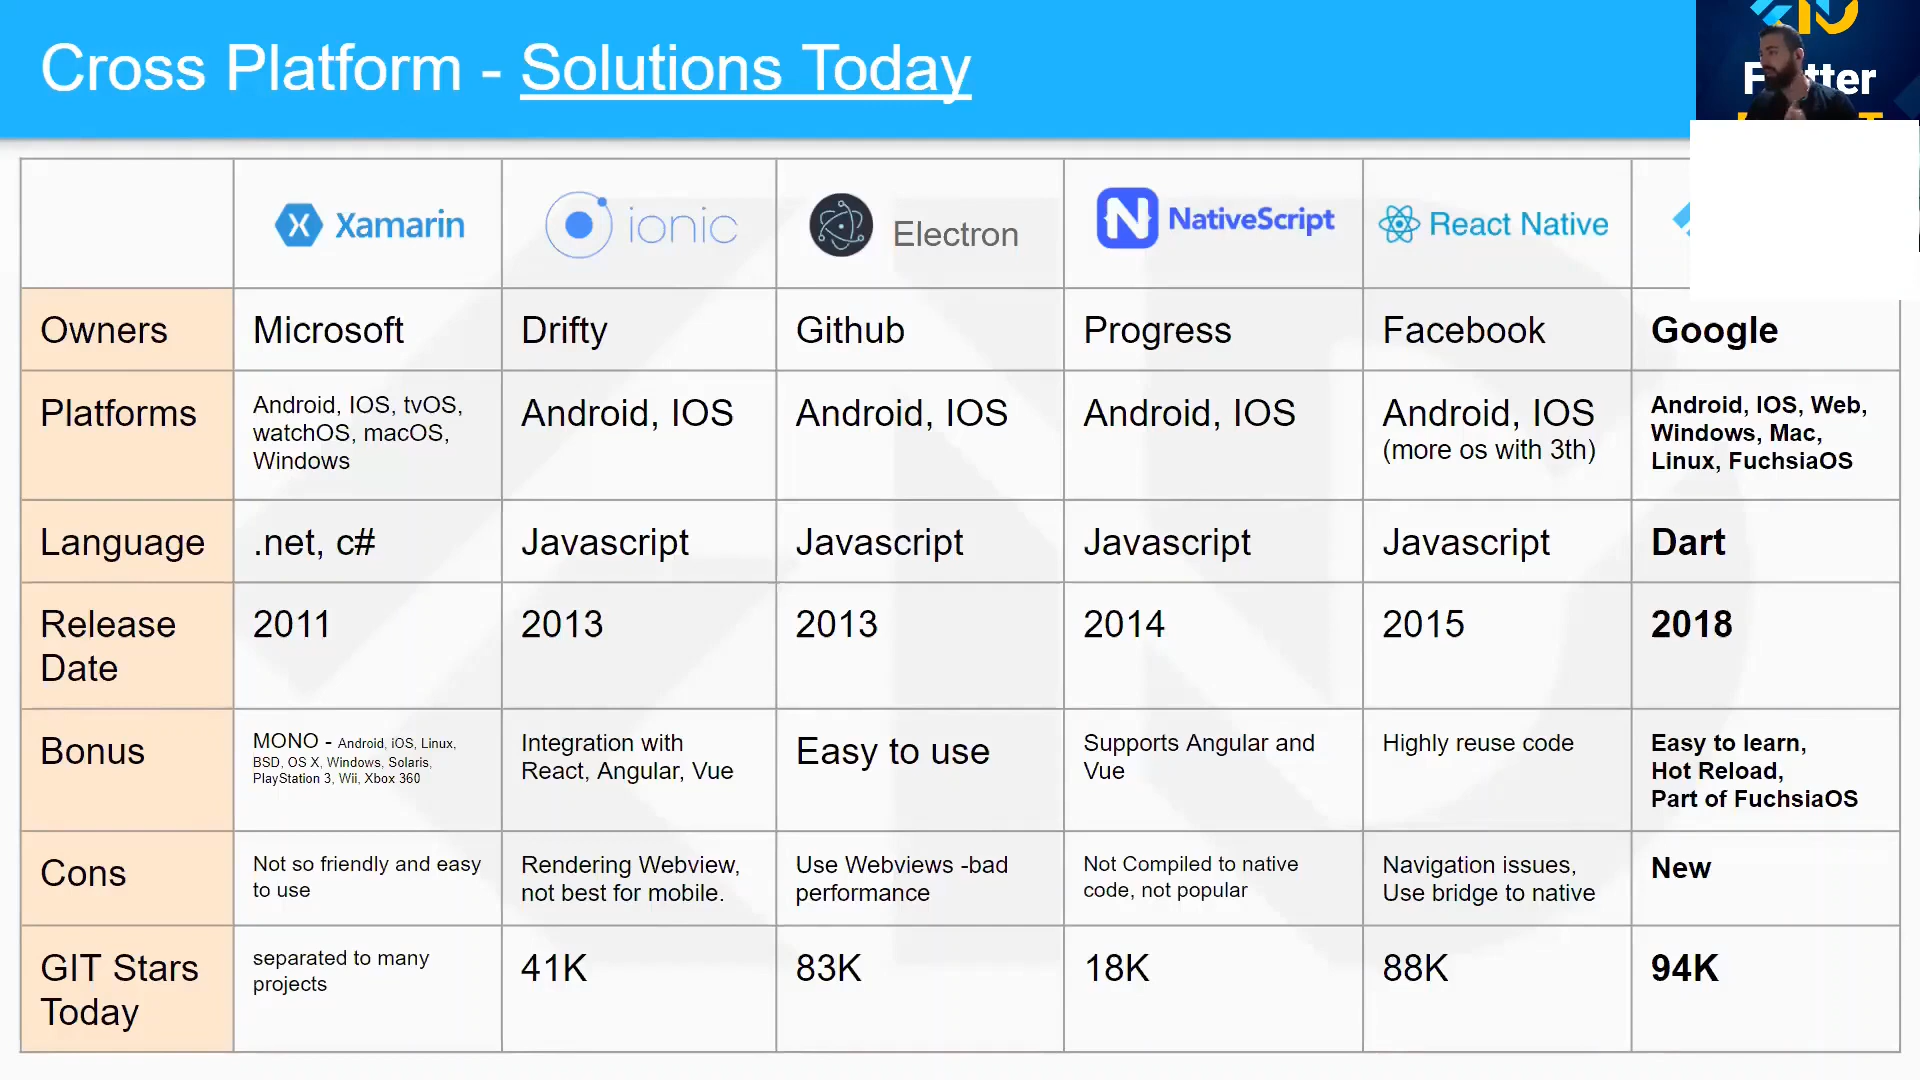 Cross Platform - Solutions Today
Xamarin
ionic
Electron
NativeScript
React Native
Owners
Microsoft
Drifty
Github
Progress
Facebook
Google
Platforms
Android, IOS, tvOS,
watchOS, macOS,
Windows
Android, IOS
Android, IOS
Android, IOS
Android, IOS
(more os with 3th)
Android, IOS, Web,
Windows, Mac,
Linux, FuchsiaOS
Language
.net, c#
Javascript
Javascript
Javascript
Javascript
Dart
Release
Date
2011
2013
2013
2014
2015
2018
Bonus
MONO - Android, iOS, Linux,
BSD, OS X, Windows, Solaris,
PlayStation 3, Wii, Xbox 360
Integration with
React, Angular, Vue
Easy to use
Supports Angular and
Vue
Highly reuse code
Easy to learn,
Hot Reload,
Part of FuchsiaOS
Cons
Not so friendly and easy
to use
Rendering Webview,
not best for mobile.
Use Webviews -bad
performance
Not Compiled to native
code, not popular
Navigation issues,
Use bridge to native
New
GIT Stars
Today
separated to many
projects
41K
83K
18K
88K
94K